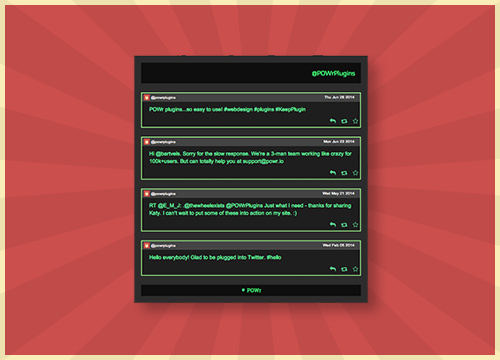 @POWrPlugins
@powrplugins Thu Jun 26 2014
POWr plugins...so easy to use! #webdesign #plugins #KeepPlugin
@powrplugins Mon Jun 23 2014
Hi @bartvels. Sorry for the slow response. We're a 3-man team working like crazy for
100k+users. But can totally help you at support@powr.io
@powrplugins Wed May 21 2014
RT @E_M_J: .@thewheelexists @POWrPlugins Just what I need - thanks for sharing
Katy. I can't wait to put some of these into action on my site. :)
@powrplugins Wed Feb 05 2014
Hello everybody! Glad to be plugged into Twitter. #hello
POWr